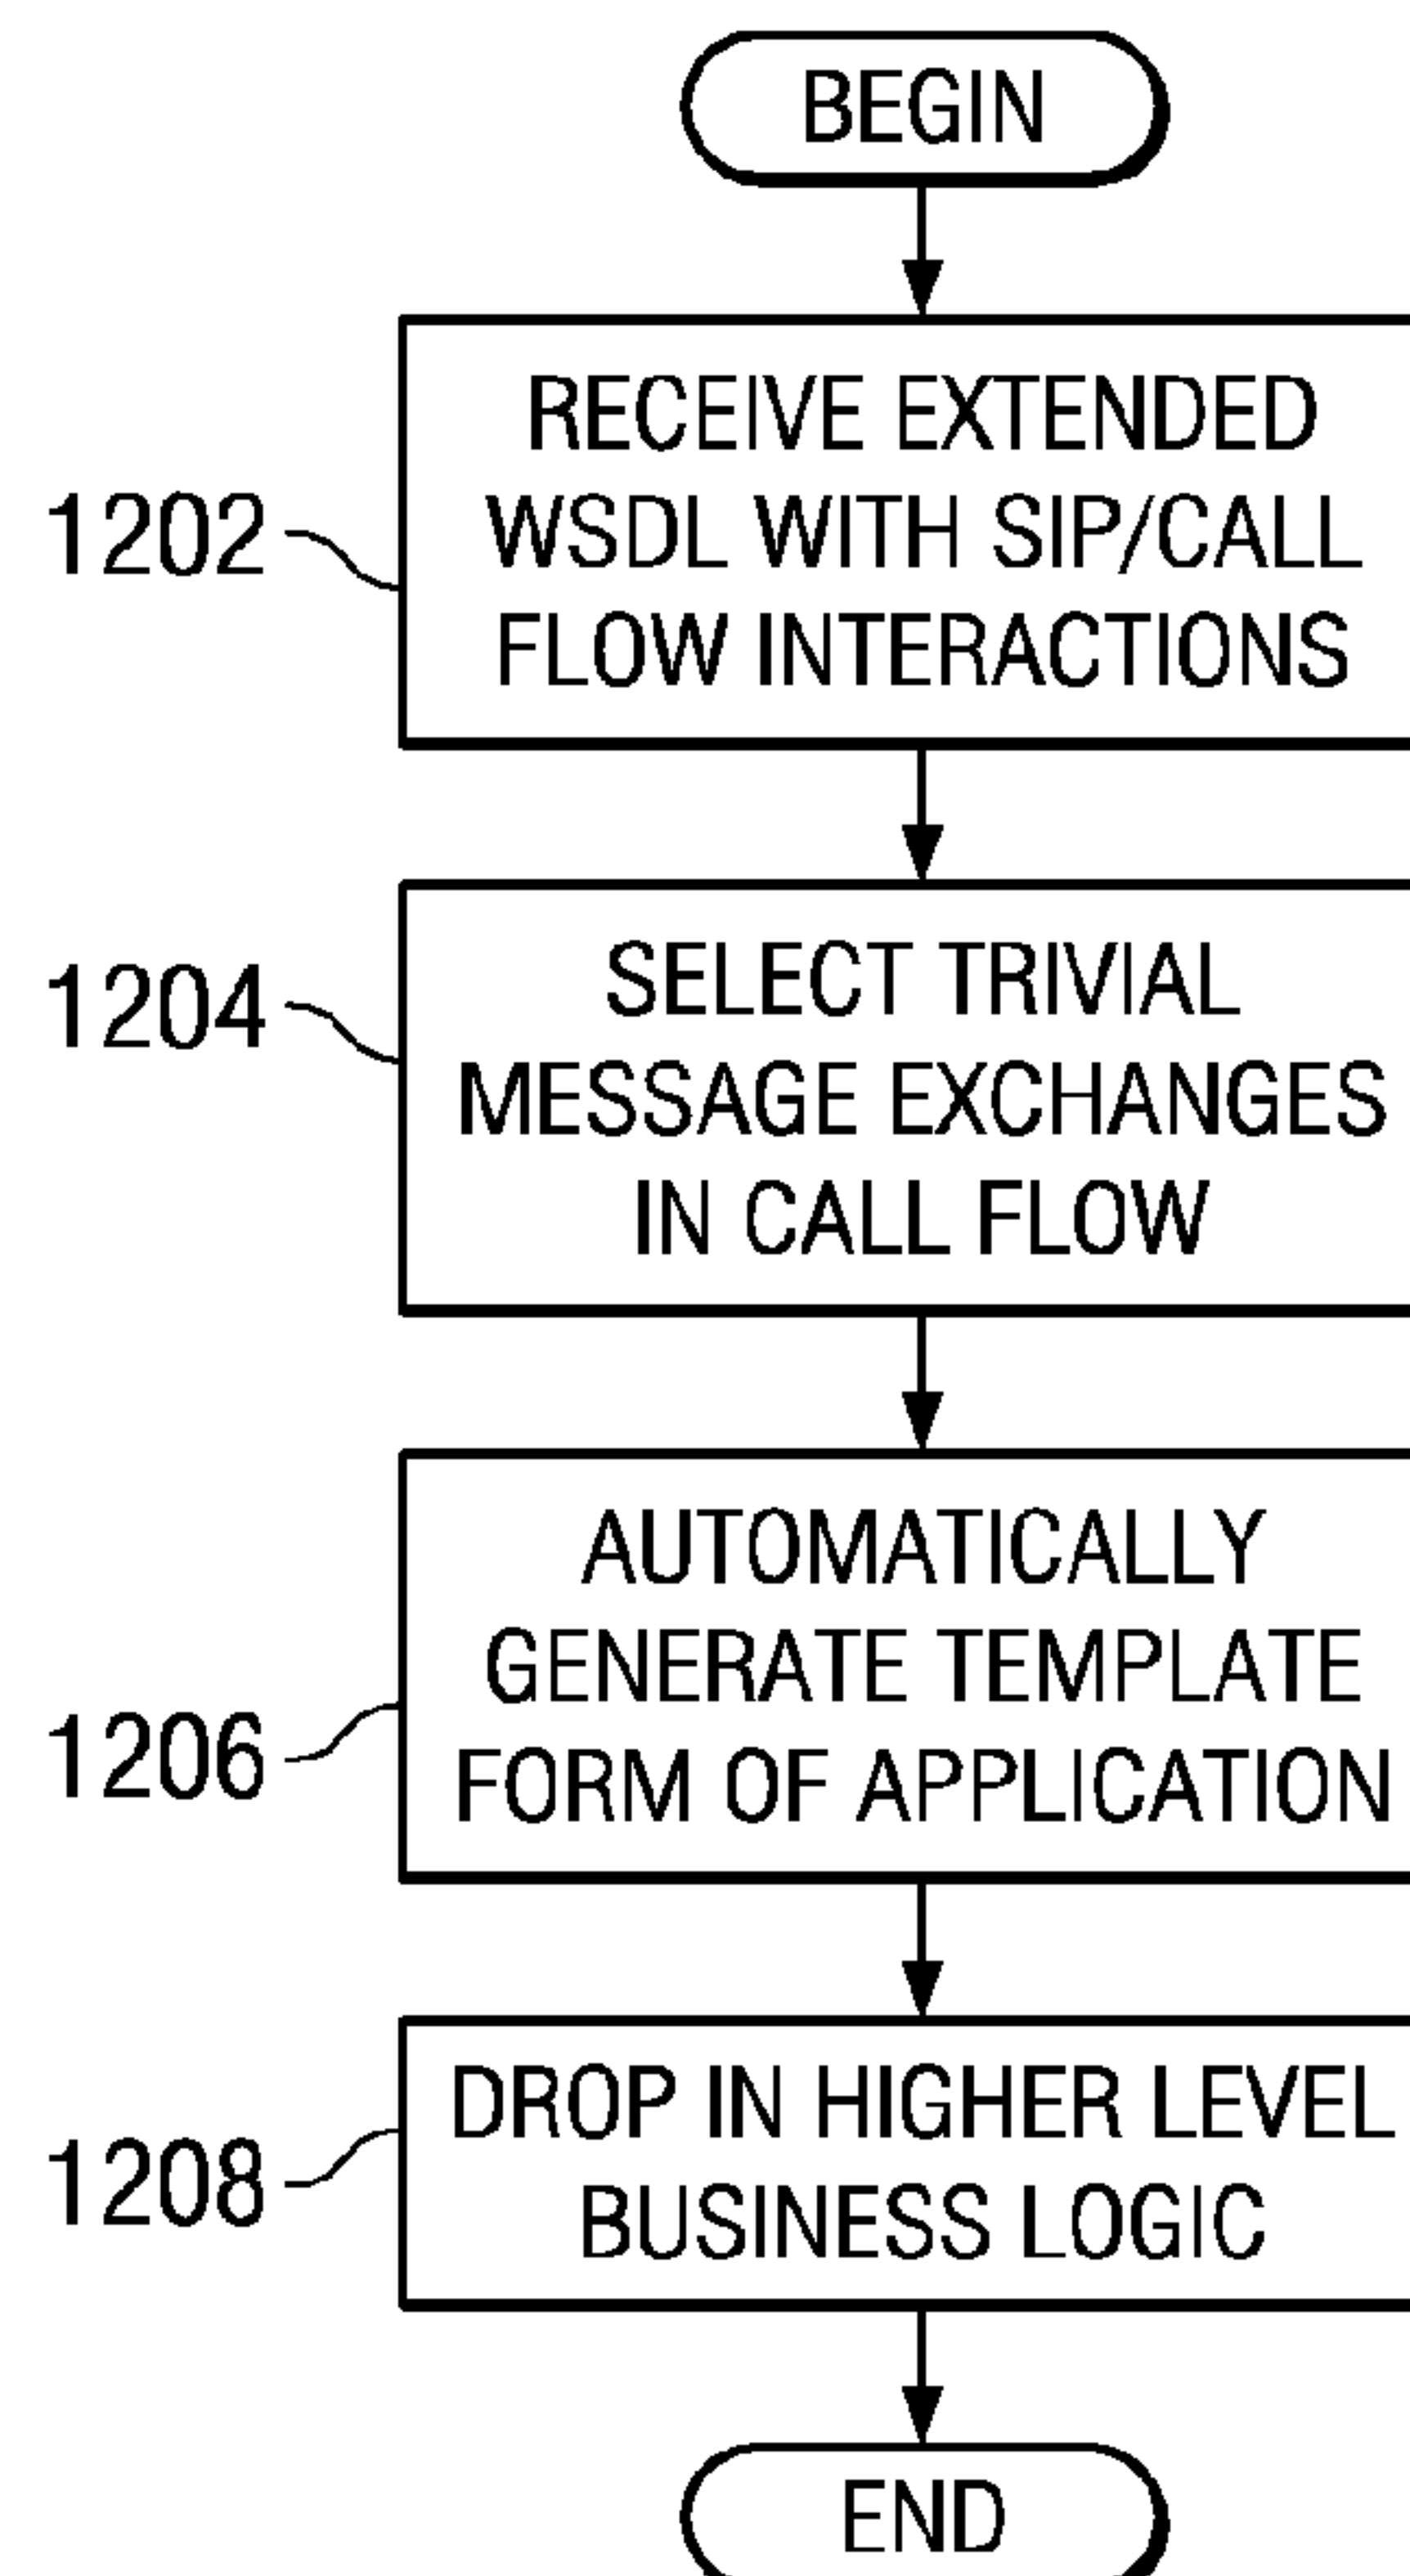 BEGIN
RECEIVE EXTENDED
WSDL WITH SIP/CALL
FLOW INTERACTIONS
1202
SELECT TRIVIAL
MESSAGE EXCHANGES
IN CALL FLOW
1204
AUTOMATICALLY
GENERATE TEMPLATE
FORM OF APPLICATION
1206
DROP IN HIGHER LEVEL
BUSINESS LOGIC
1208
END